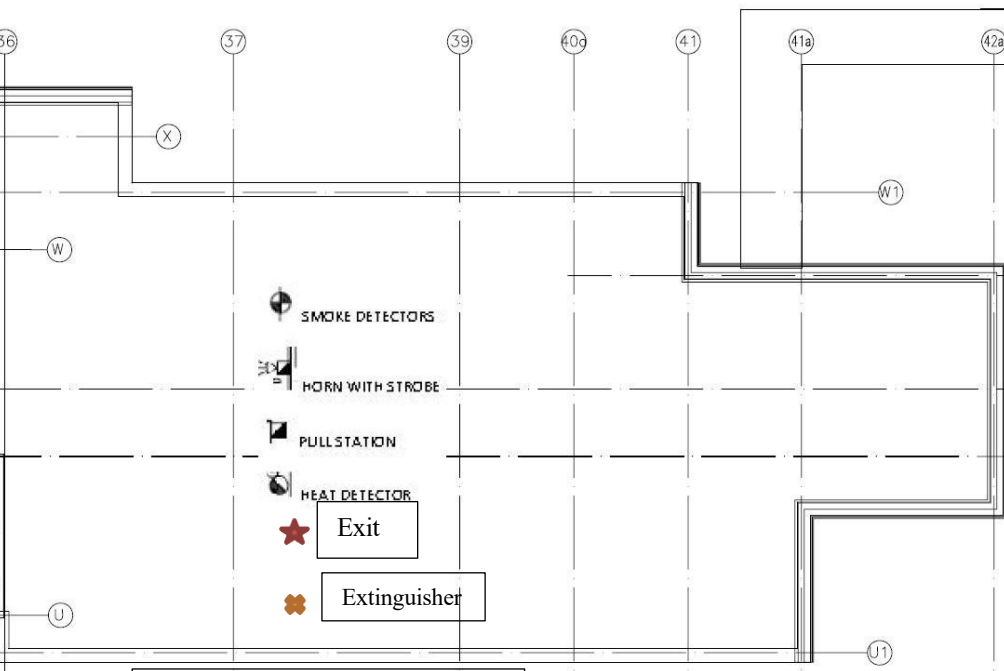 36 37 39 40a 41 41a 42a
X
W1
W
SMOKE DETECTORS
HORN WITH STROBE
PULL STATION
HEAT DETECTOR
Exit
Extinguisher
U
U1